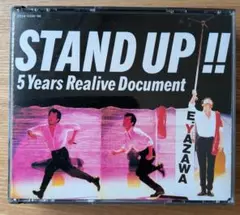 STAND UP!!
5 Years Realive Document
E.YAZAWA